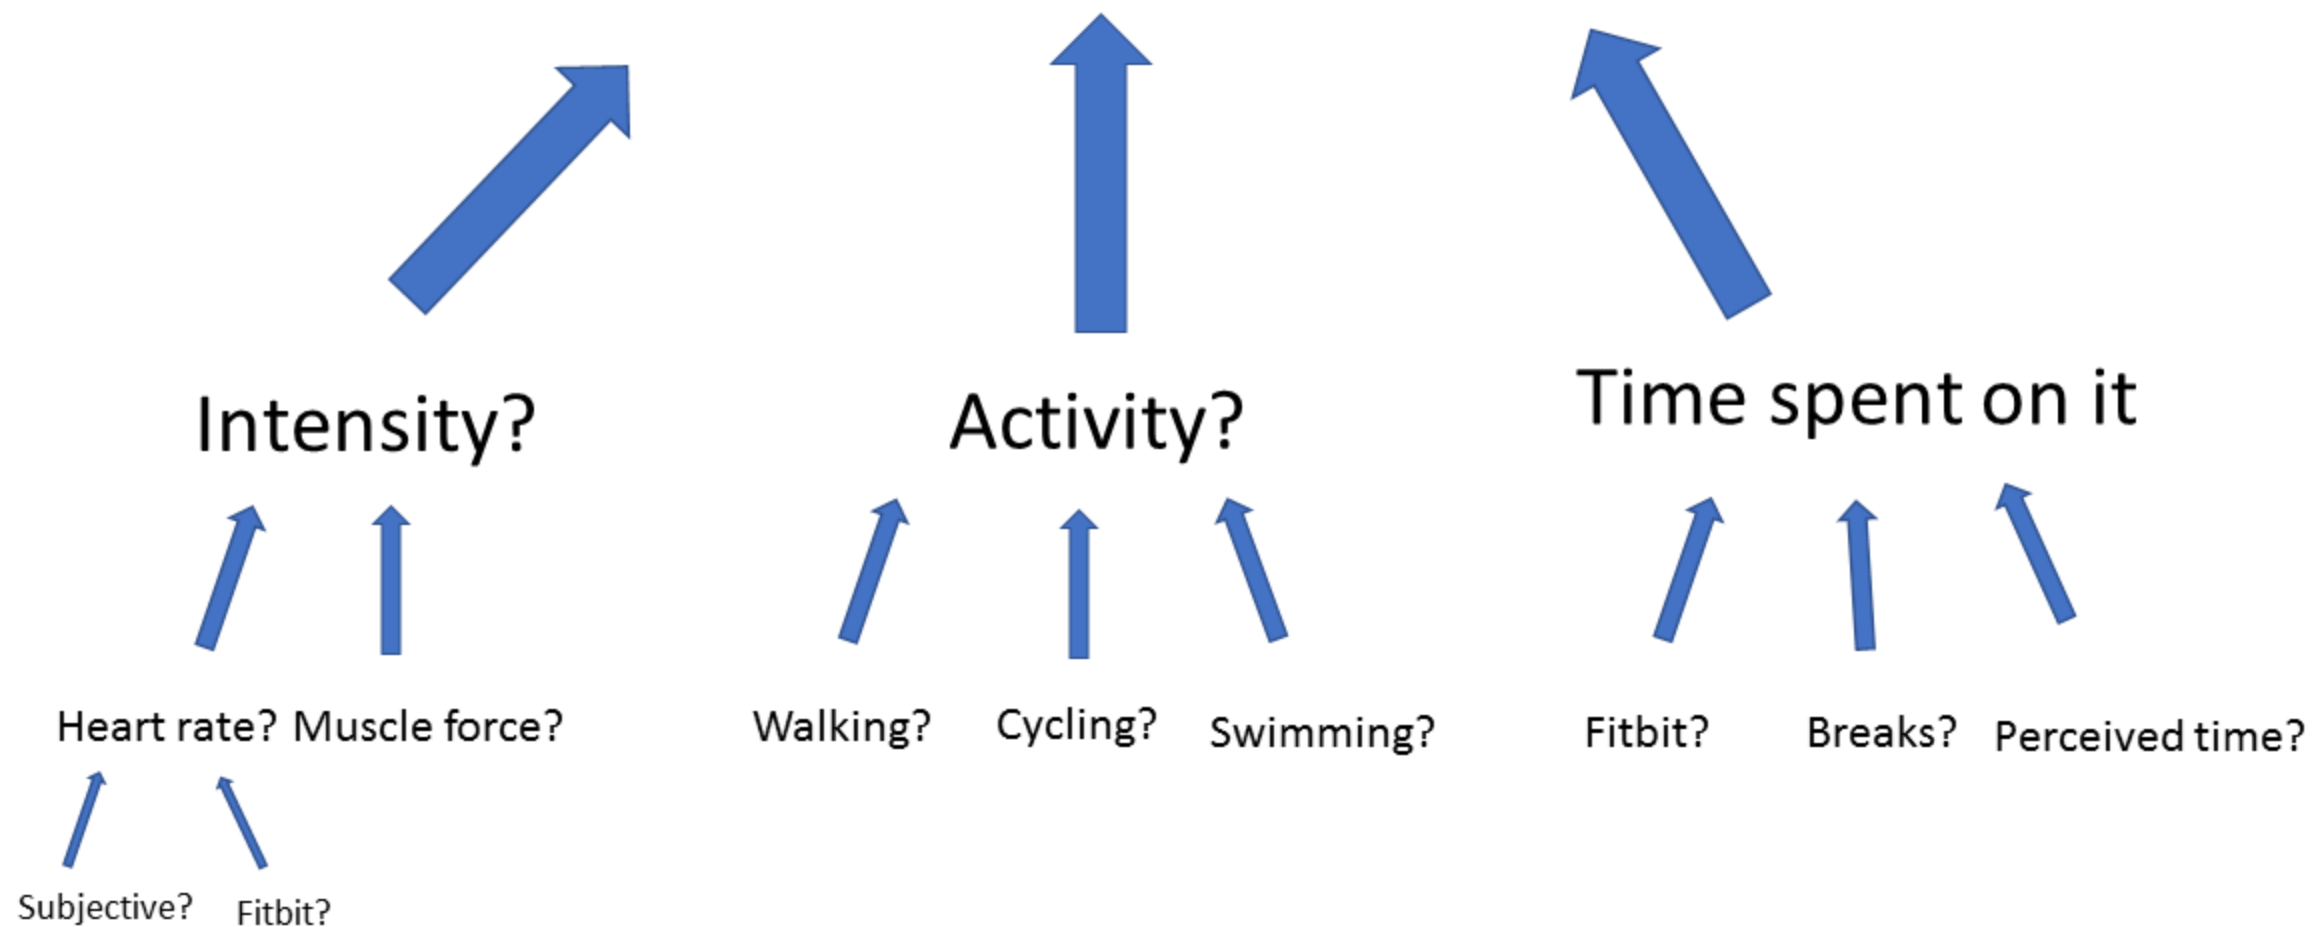 Intensity?
Activity?
Time spent on it
Heart rate?
Muscle force?
Walking?
Cycling?
Swimming?
Fitbit?
Breaks?
Perceived time?
Subjective?
Fitbit?